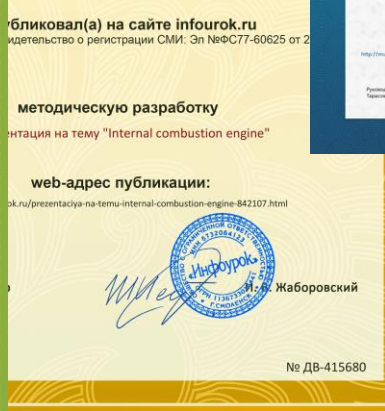 убликовал(а) на сайте infourok.ru
идетельство о регистрации СМИ: Эл №ФС77-60625 от 2
методическую разработку
нтация на тему "Internal combustion engine"
web-адрес публикации:
ok.ru/prezentaciya-na-temu-internal-combustion-engine-842107.html
Инфоурок
Жаборовский
№ ДВ-415680